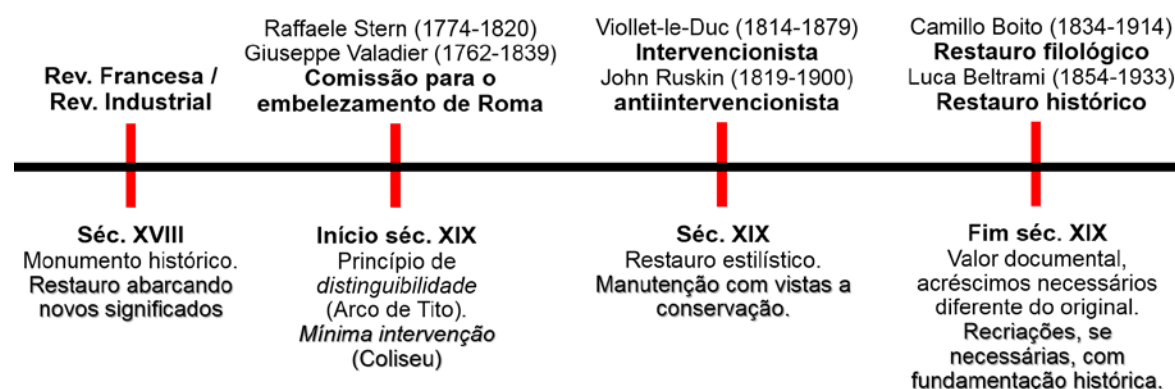 Rev. Francesa /
Rev. Industrial
Raffaele Stern (1774-1820)
Giuseppe Valadier (1762-1839)
Comissão para o
embelezamento de Roma
Viollet-le-Duc (1814-1879)
Intervencionista
John Ruskin (1819-1900)
antiintervencionista
Camillo Boito (1834-1914)
Restauro filológico
Luca Beltrami (1854-1933)
Restauro histórico
Séc. XVIII
Monumento histórico.
Restauro abarcando
novos significados
Início séc. XIX
Princípio de
distinguibilidade
(Arco de Tito).
Mínima intervenção
(Coliseu)
Séc. XIX
Restauro estilístico.
Manutenção com vistas a
conservação.
Fim séc. XIX
Valor documental,
acréscimos necessários
diferente do original.
Recriações, se
necessárias, com
fundamentação histórica.